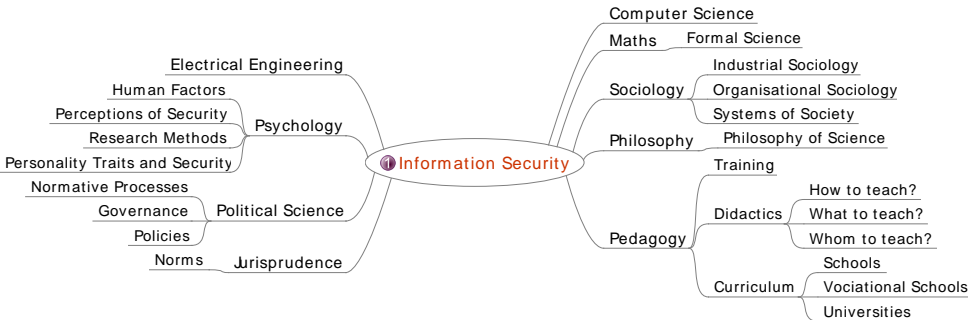 Computer Science
Maths
Formal Science
Electrical Engineering
Industrial Sociology
Human Factors
Sociology
Organisational Sociology
Perceptions of Security
Psychology
Systems of Society
Research Methods
Philosophy
Philosophy of Science
Personality Traits and Security
1 Information Security
Training
Normative Processes
How to teach?
Governance
Political Science
Didactics
What to teach?
Policies
Pedagogy
Whom to teach?
Norms
Jurisprudence
Schools
Curriculum
Vociational Schools
Universities